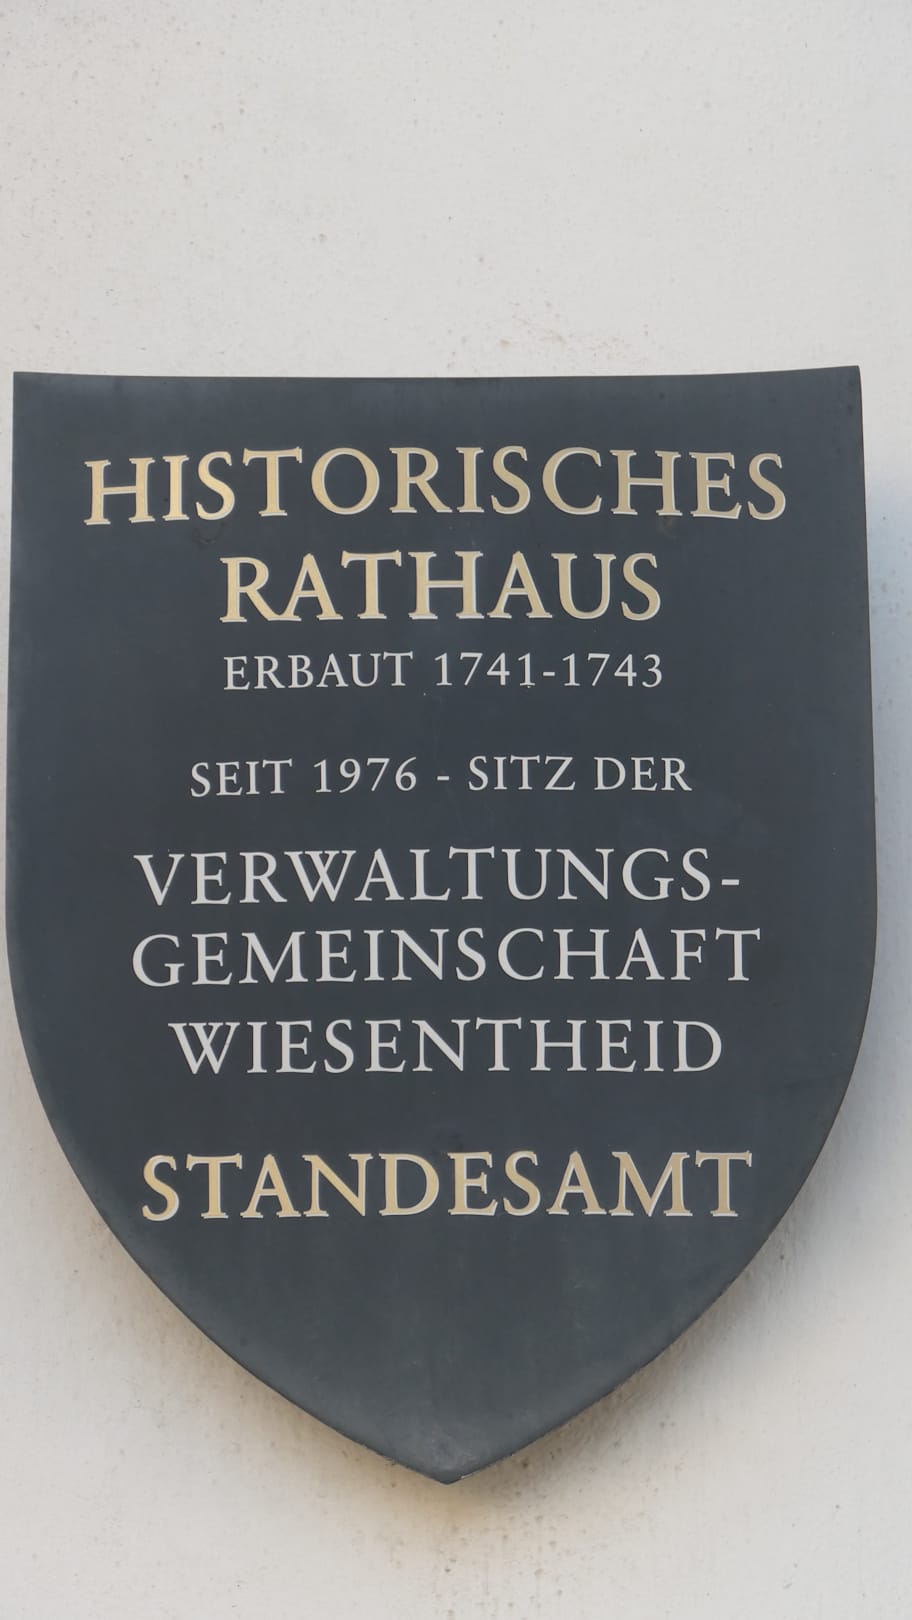 HISTORISCHES
RATHAUS
ERBAUT 1741-1743
SEIT 1976 - SITZ DER
VERWALTUNGS-
GEMEINSCHAFT
WIESENTHEID
STANDESAMT